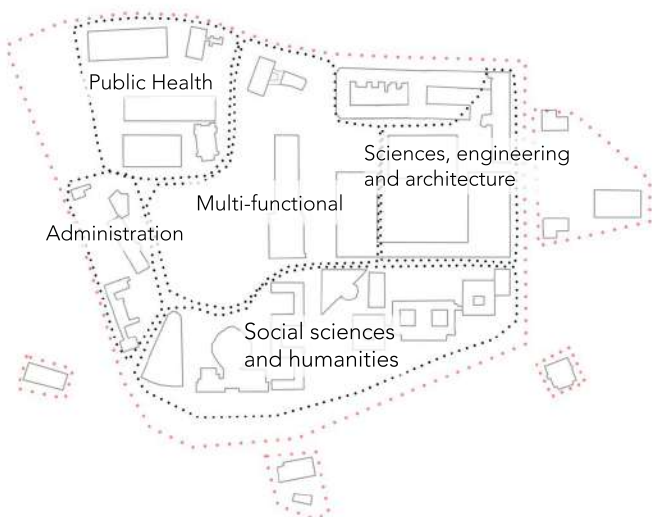 Public Health
Sciences, engineering
and architecture
Multi-functional
Administration
Social sciences
and humanities